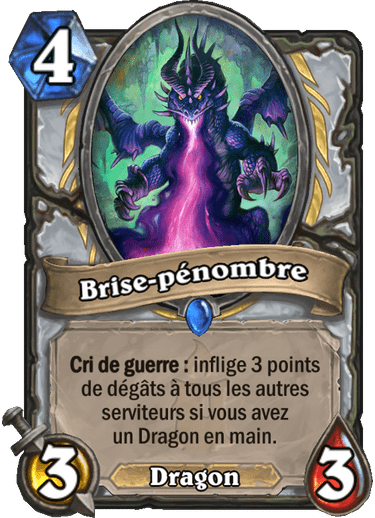 4
Brise-pénombre
Cri de guerre : inflige 3 points
de dégâts à tous les autres
serviteurs si vous avez
un Dragon en main.
3 Dragon 3